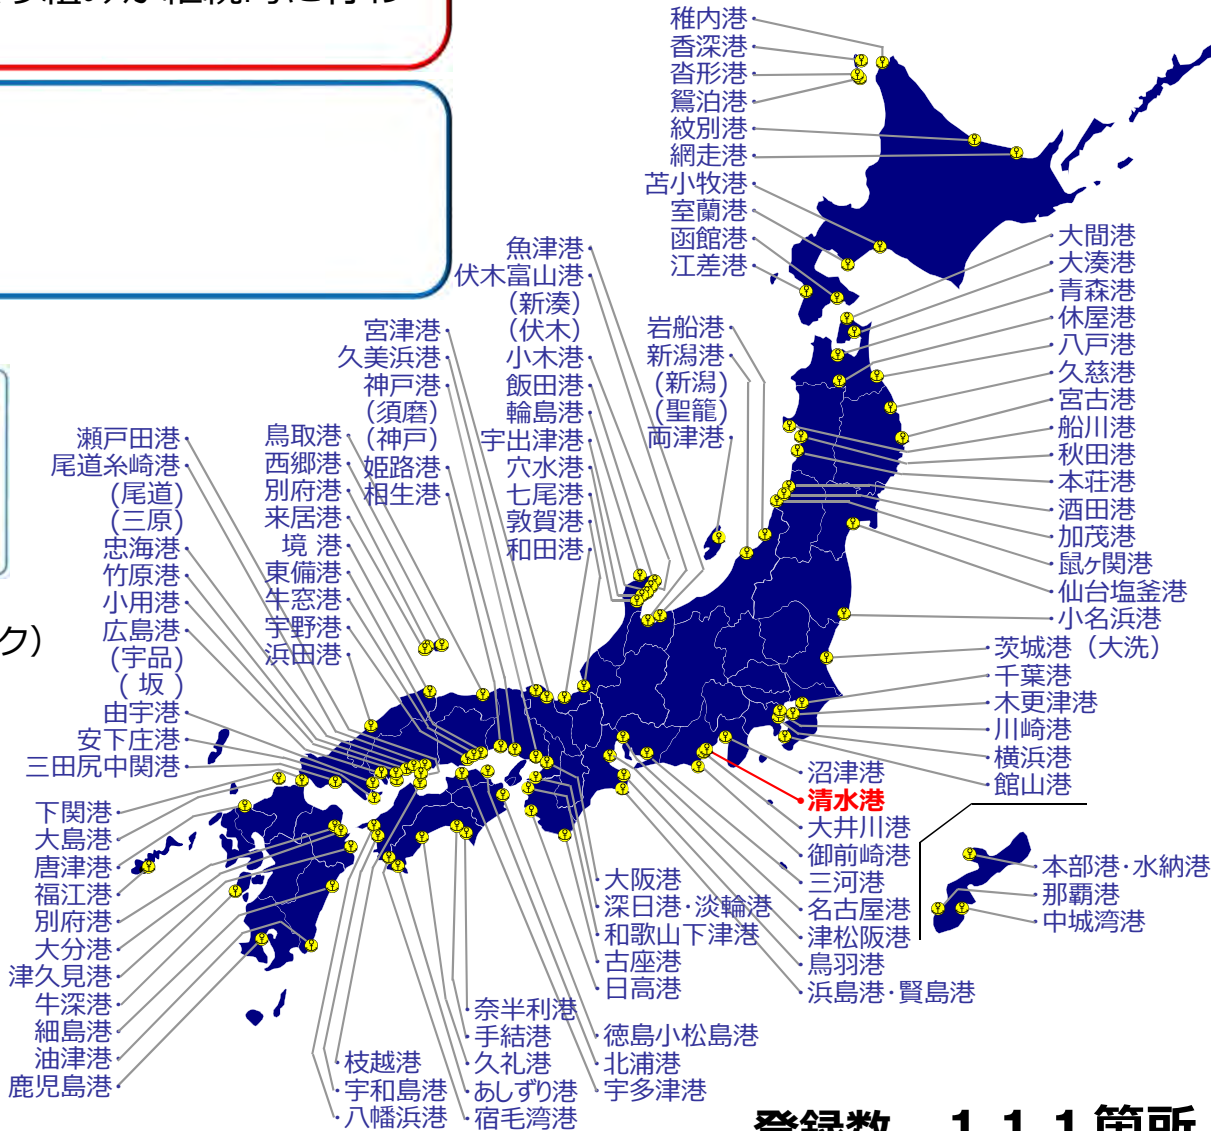 稚内港
香深港
沓形港
鴛泊港
紋別港
網走港
苫小牧港
室蘭港
函館港
江差港
大間港
大湊港
青森港
休屋港
八戸港
久慈港
宮古港
船川港
秋田港
本荘港
酒田港
加茂港
鼠ヶ関港
仙台塩釜港
小名浜港
茨城港（大洗）
千葉港
木更津港
川崎港
横浜港
館山港
魚津港
伏木富山港
（新湊）
（伏木）
小木港
飯田港
輪島港
宇出津港
穴水港
七尾港
敦賀港
和田港
岩船港
新潟港
（新潟）
（聖籠）
両津港
宮津港
久美浜港
神戸港
（須磨）
（神戸）
姫路港
相生港
鳥取港
西郷港
別府港
来居港
境 港
東備港
牛窓港
宇野港
浜田港
瀬戸田港
尾道糸崎港
（尾道）
（三原）
忠海港
竹原港
小用港
広島港
（宇品）
（ 坂 ）
由宇港
安下庄港
三田尻中関港
ク）
下関港
大島港
唐津港
福江港
別府港
大分港
津久見港
牛深港
細島港
油津港
鹿児島港
枝越港
宇和島港
八幡浜港
奈半利港
手結港
久礼港
あしずり港
宿毛湾港
徳島小松島港
北浦港
宇多津港
大阪港
深日港・淡輪港
和歌山下津港
古座港
日高港
沼津港
清水港
大井川港
御前崎港
三河港
名古屋港
津松阪港
鳥羽港
浜島港・賢島港
本部港・水納港
那覇港
中城湾港
登録数 １１１箇所